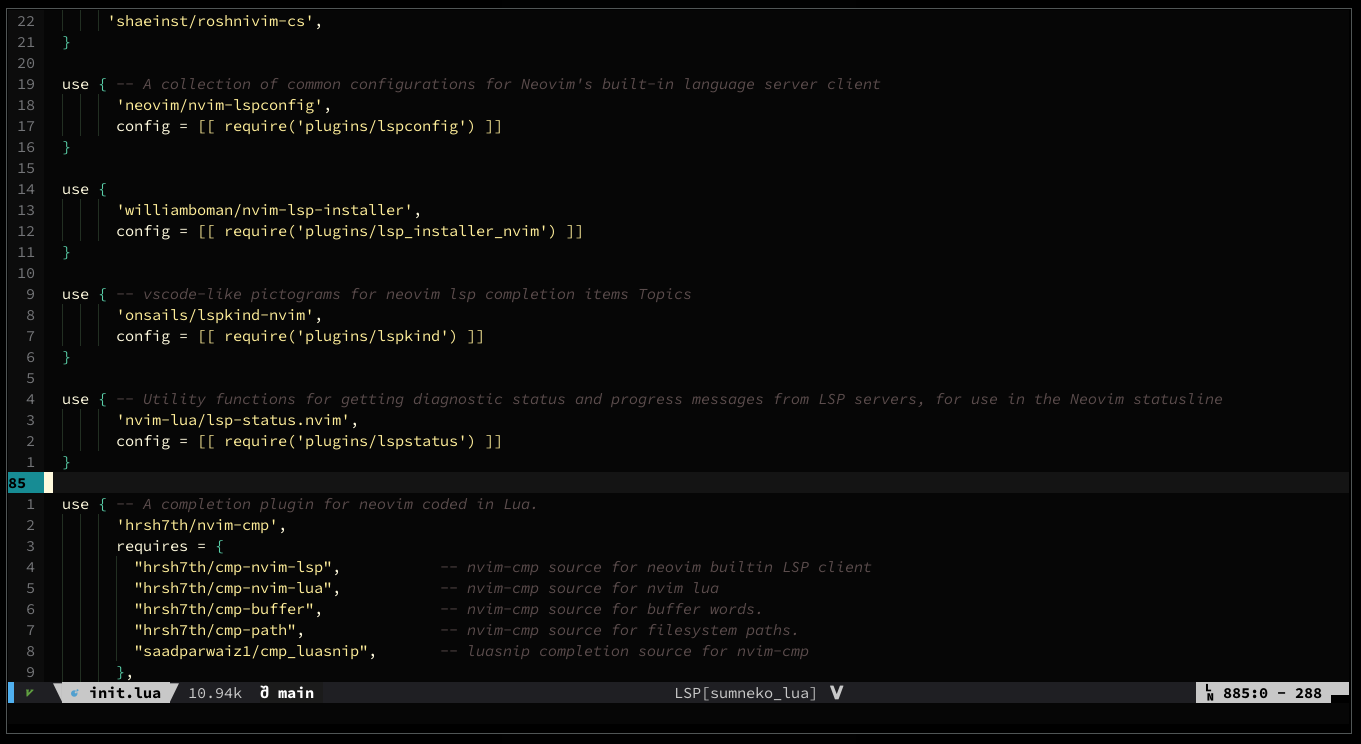 22 'shaeinst/roshnivim-cs',
21 }
20
19 use { -- A collection of common configurations for Neovim's built-in language server client
18 'neovim/nvim-lspconfig',
17 config = [[ require('plugins/lspconfig') ]]
16 }
15
14 use {
13 'williamboman/nvim-lsp-installer',
12 config = [[ require('plugins/lsp_installer_nvim') ]]
11 }
10
9 use { -- vscode-like pictograms for neovim lsp completion items Topics
8 'onsails/lspkind-nvim',
7 config = [[ require('plugins/lspkind') ]]
6 }
5
4 use { -- Utility functions for getting diagnostic status and progress messages from LSP servers, for use in the Neovim statusline
3 'nvim-lua/lsp-status.nvim',
2 config = [[ require('plugins/lspstatus') ]]
1 }
85
1 use { -- A completion plugin for neovim coded in Lua.
2 'hrsh7th/nvim-cmp',
3 requires = {
4 "hrsh7th/cmp-nvim-lsp", -- nvim-cmp source for neovim builtin LSP client
5 "hrsh7th/cmp-nvim-lua", -- nvim-cmp source for nvim lua
6 "hrsh7th/cmp-buffer", -- nvim-cmp source for buffer words.
7 "hrsh7th/cmp-path", -- nvim-cmp source for filesystem paths.
8 "saadparwaiz1/cmp_luasnip", -- luasnip completion source for nvim-cmp
9 },
init.lua 10.94k main LSP[sumneko_lua] V LN 885:0 - 288